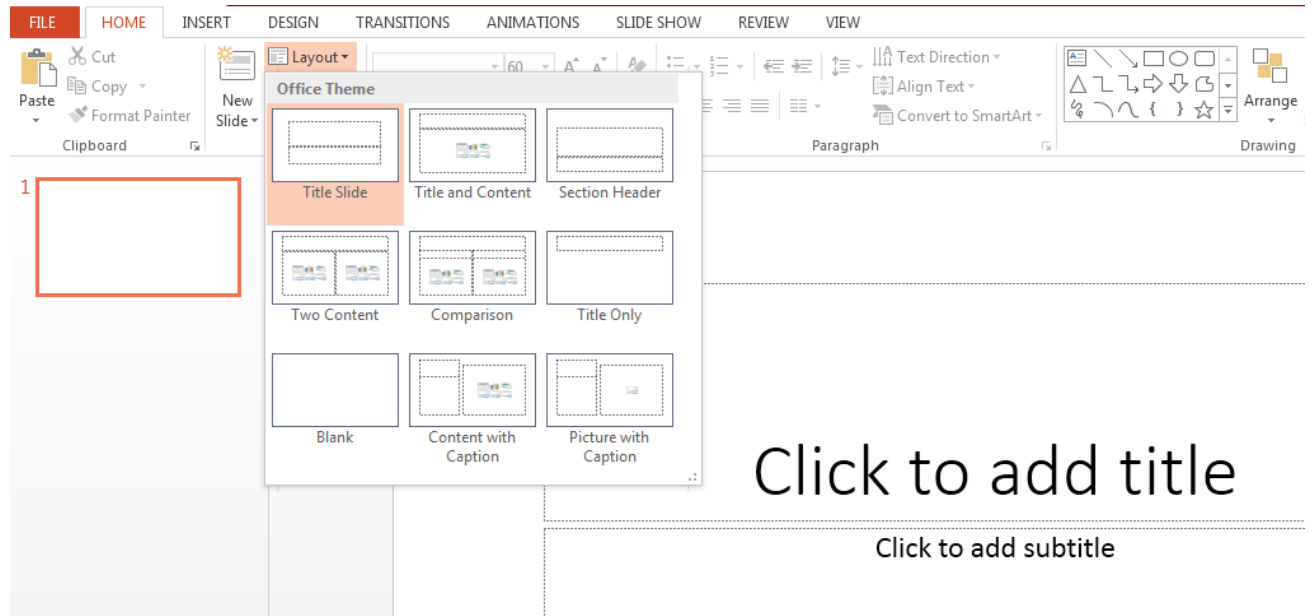 FILE HOME INSERT DESIGN TRANSITIONS ANIMATIONS SLIDE SHOW REVIEW VIEW
Cut
Copy
Format Painter
Paste
Clipboard
New
Slide
Layout
60
Text Direction
Align Text
Convert to SmartArt
Paragraph
Arrange
Drawing
Office Theme
Title Slide Title and Content Section Header
Two Content Comparison Title Only
Blank Content with Caption Picture with Caption
1
Click to add title
Click to add subtitle